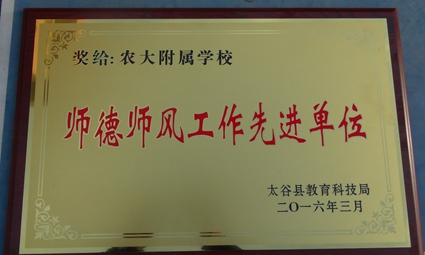 奖给:农大附属学校
师德师风工作先进单位
太谷县教育科技局
二〇一六年三月